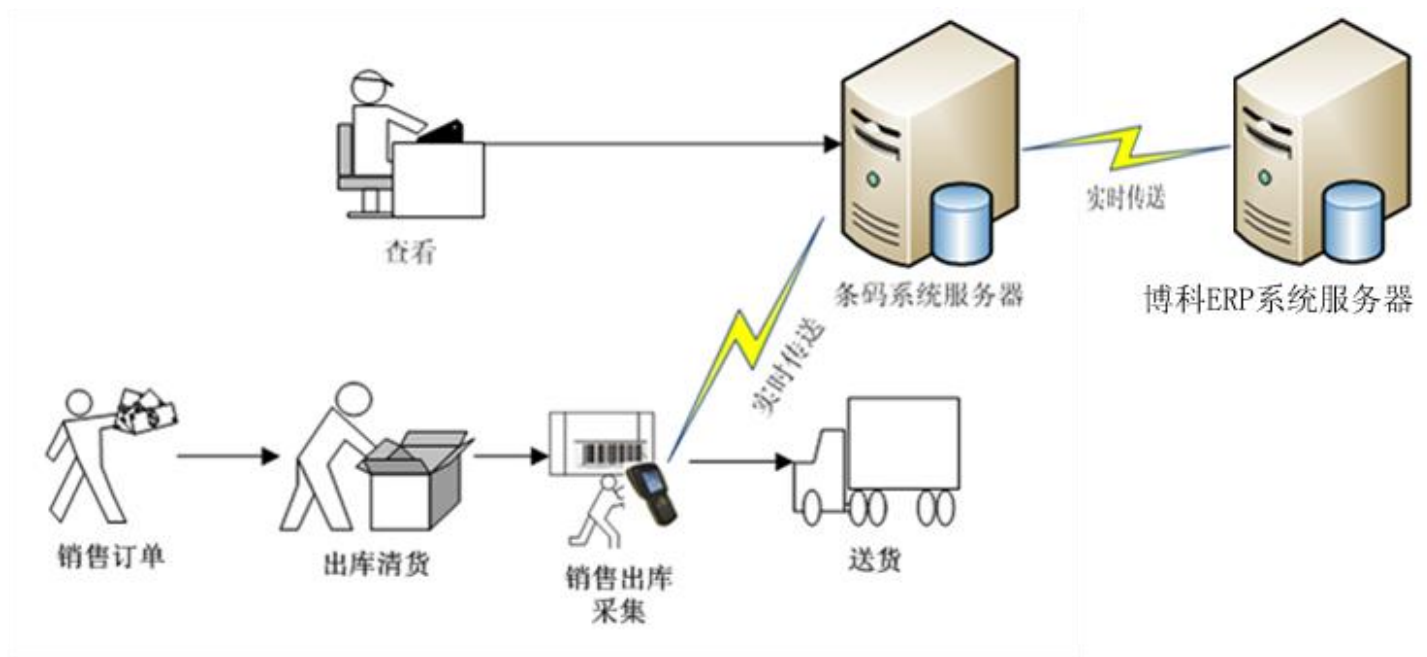 查看
实时传送
条码系统服务器
博科ERP系统服务器
实时传送
销售订单
出库清货
销售出库
采集
送货